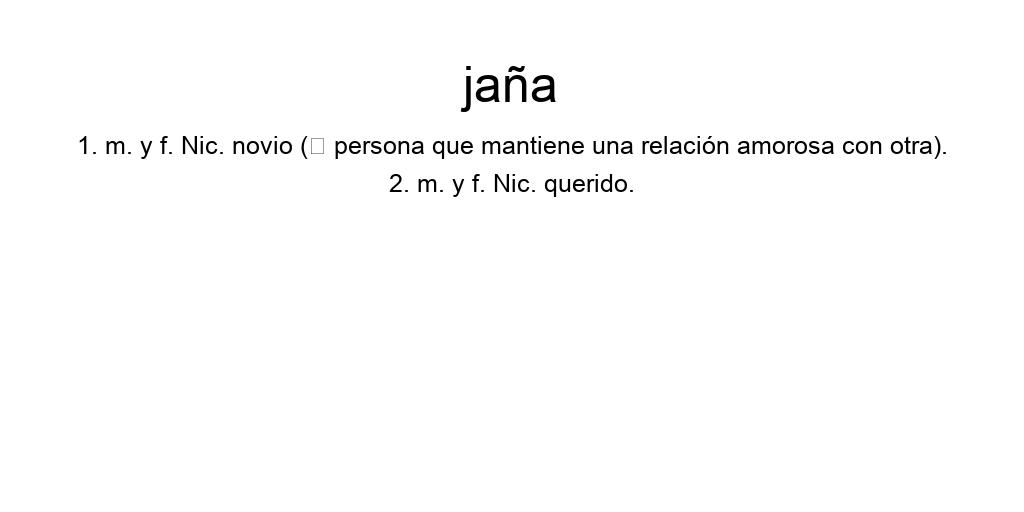 jaña
1. m. y f. Nic. novio (□ persona que mantiene una relación amorosa con otra).
2. m. y f. Nic. querido.